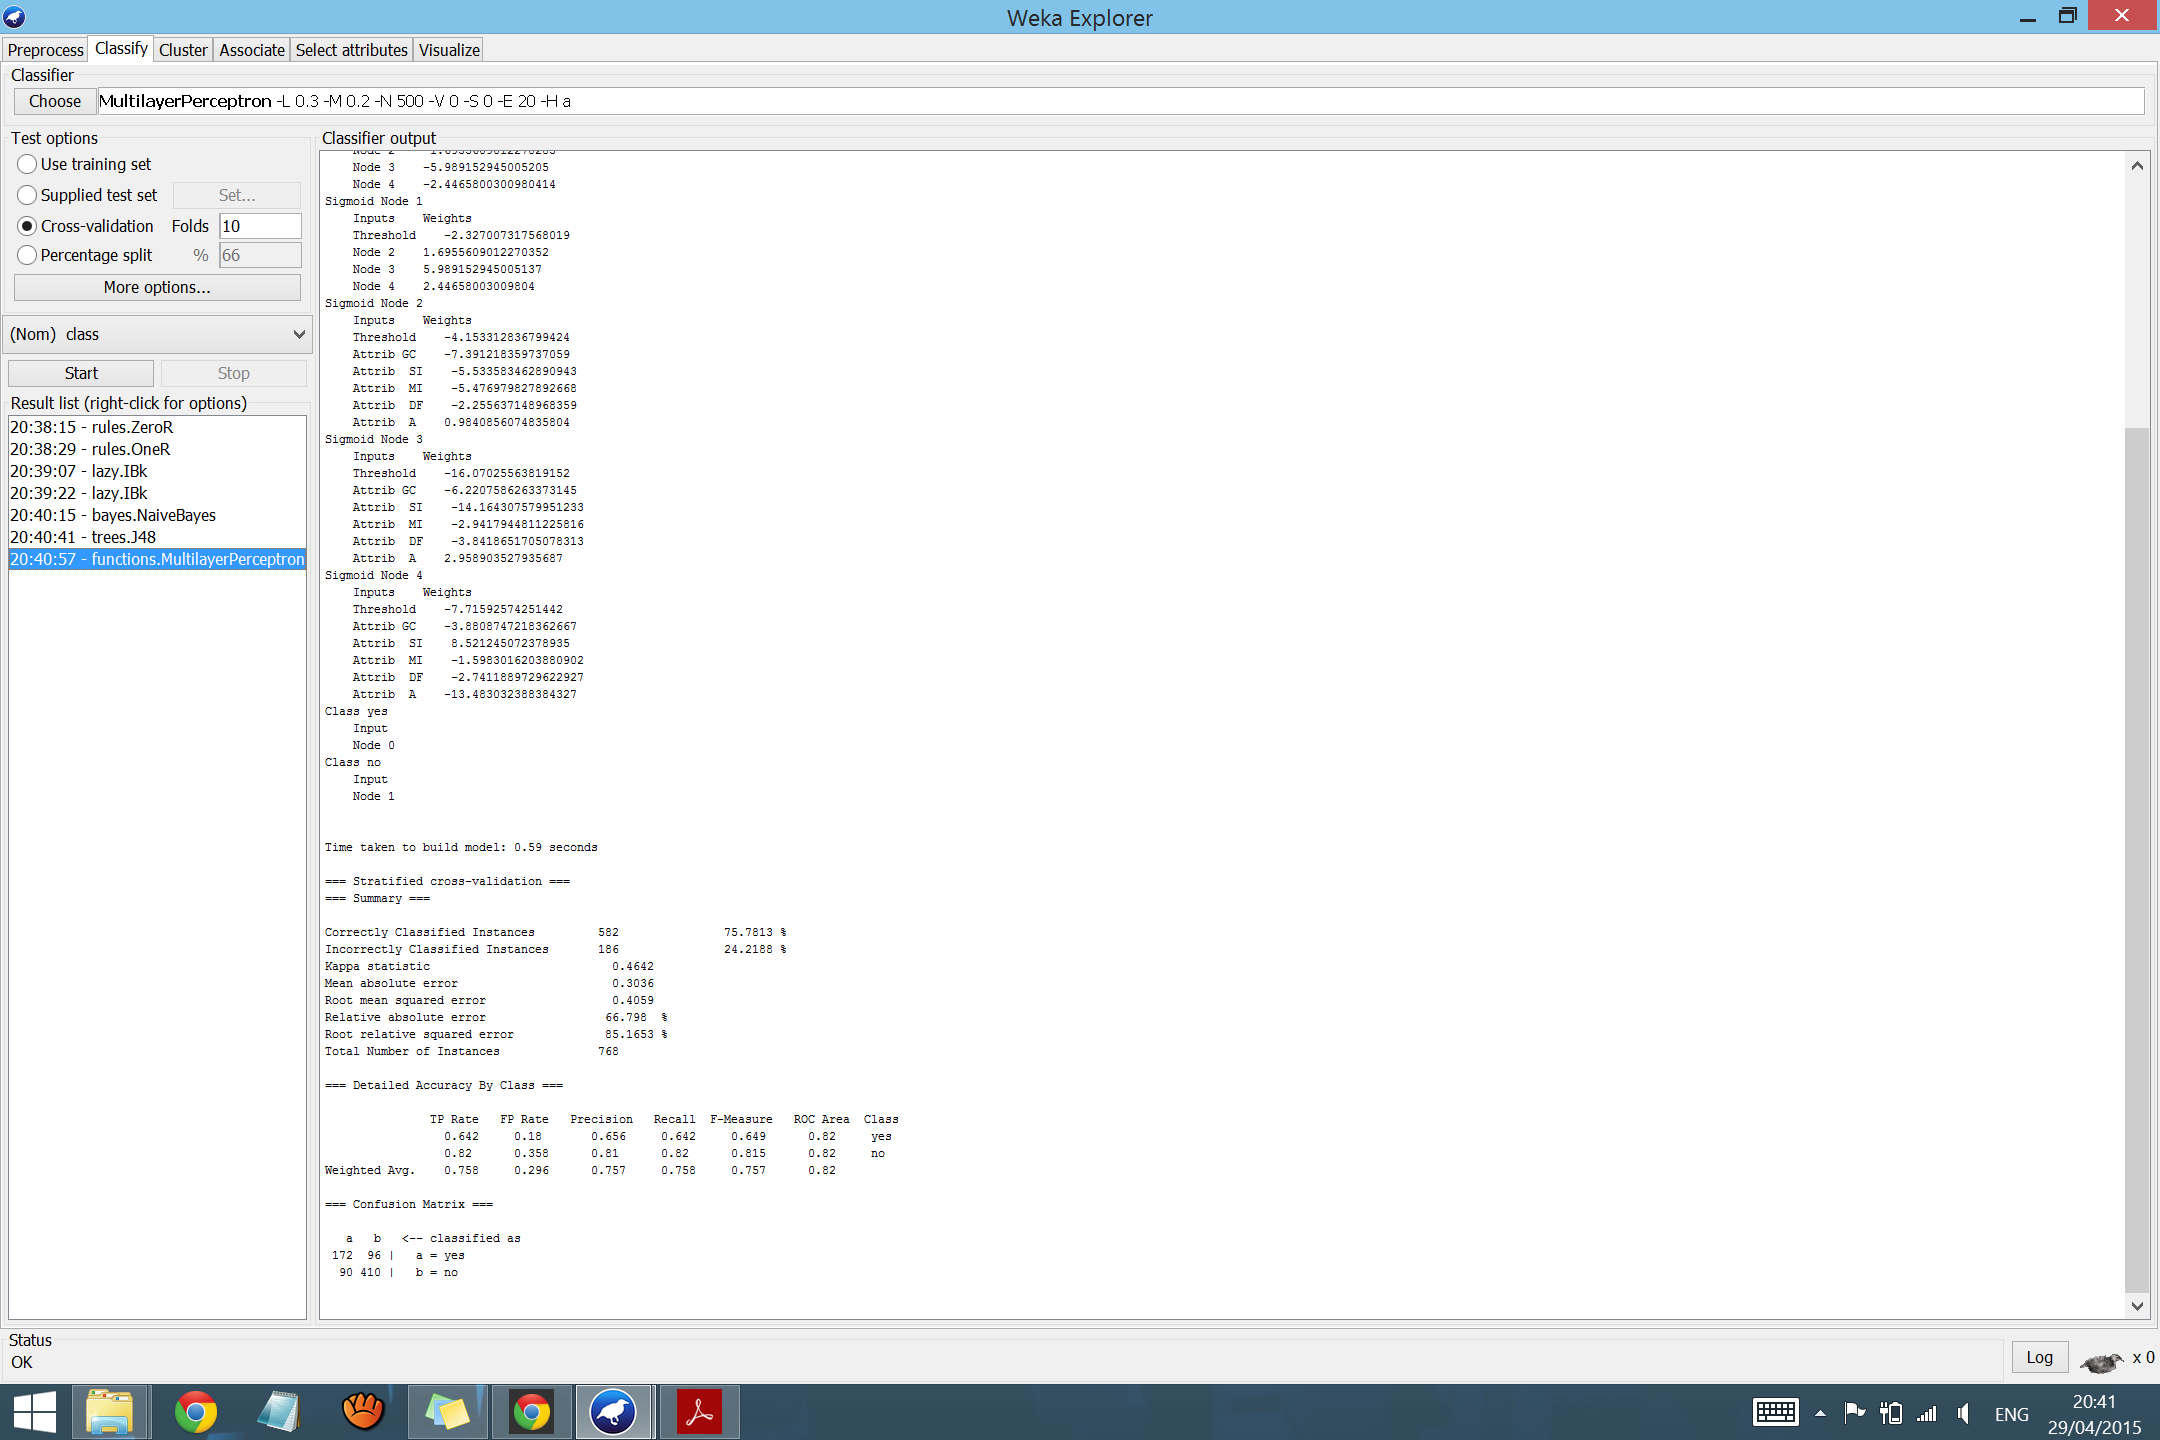 Weka Explorer
Preprocess Classify Cluster Associate Select attributes Visualize
Classifier
Choose MultilayerPerceptron -L 0.3 -M 0.2 -N 500 -V 0 -S 0 -E 20 -H a
Test options
Use training set
Supplied test set Set...
Cross-validation Folds 10
Percentage split % 66
More options...
(Nom) class
Start Stop
Result list (right-click for options)
20:38:15 - rules.ZeroR
20:38:29 - rules.OneR
20:39:07 - lazy.IBk
20:39:22 - lazy.IBk
20:40:15 - bayes.NaiveBayes
20:40:41 - trees.J48
20:40:57 - functions.MultilayerPerceptron
Classifier output
Node 2
Node 3 -5.989152945005205
Node 4 -2.4465800300980414
Sigmoid Node 1
Inputs Weights
Threshold -2.327007317568019
Node 2 1.6955609012270352
Node 3 5.989152945005137
Node 4 2.44658003009804
Sigmoid Node 2
Inputs Weights
Threshold -4.153312836799424
Attrib GC -7.391218359737059
Attrib SI -5.533583462890943
Attrib MI -5.476979827892668
Attrib DF -2.255637148968359
Attrib A 0.9840856074835804
Sigmoid Node 3
Inputs Weights
Threshold -16.07025563819152
Attrib GC -6.2207586263373145
Attrib SI -14.164307579951233
Attrib MI -2.9417944811225816
Attrib DF -3.8418651705078313
Attrib A 2.958903527935687
Sigmoid Node 4
Inputs Weights
Threshold -7.71592574251442
Attrib GC -3.8808747218362667
Attrib SI 8.521245072378935
Attrib MI -1.5983016203880902
Attrib DF -2.7411889729622927
Attrib A -13.483032388384327
Class yes
Input
Node 0
Class no
Input
Node 1
Time taken to build model: 0.59 seconds
=== Stratified cross-validation ===
=== Summary ===
Correctly Classified Instances 582 75.7813 %
Incorrectly Classified Instances 186 24.2188 %
Kappa statistic 0.4642
Mean absolute error 0.3036
Root mean squared error 0.4059
Relative absolute error 66.798 %
Root relative squared error 85.1653 %
Total Number of Instances 768
=== Detailed Accuracy By Class ===
TP Rate FP Rate Precision Recall F-Measure ROC Area Class
0.642 0.18 0.656 0.642 0.649 0.82 yes
0.82 0.358 0.81 0.82 0.815 0.82 no
Weighted Avg. 0.758 0.296 0.757 0.758 0.757 0.82
=== Confusion Matrix ===
a b <-- classified as
172 96 | a = yes
90 410 | b = no
Status
OK
Log x 0
ENG
20:41
29/04/2015